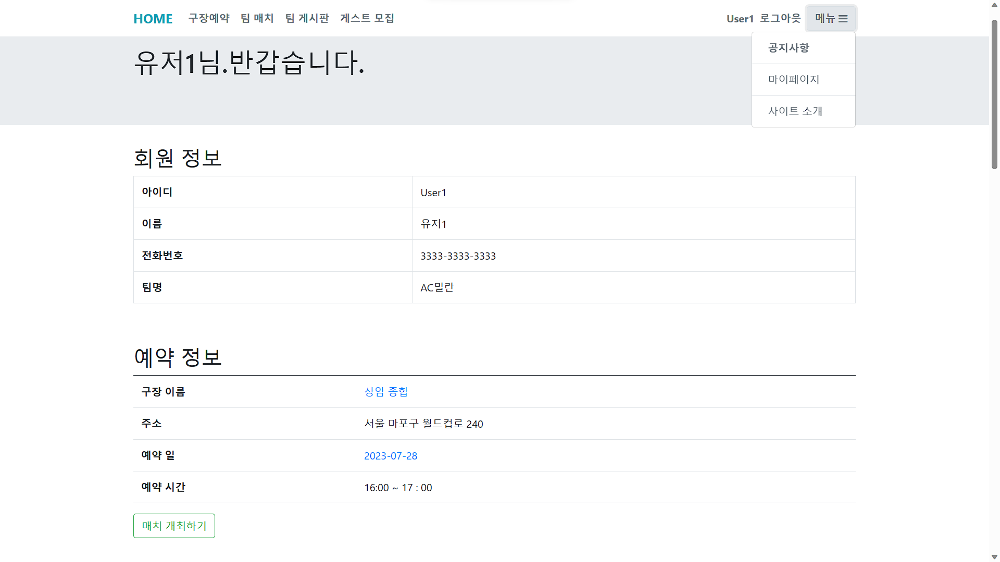 HOME 구장예약 팀 매치 팀 게시판 게스트 모집 User1 로그아웃 메뉴
공지사항
마이페이지
사이트 소개
유저1님.반갑습니다.
회원 정보
아이디 User1
이름 유저1
전화번호 3333-3333-3333
팀명 AC밀란
예약 정보
구장 이름 상암 종합
주소 서울 마포구 월드컵로 240
예약 일 2023-07-28
예약 시간 16:00 ~ 17 : 00
매치 개최하기